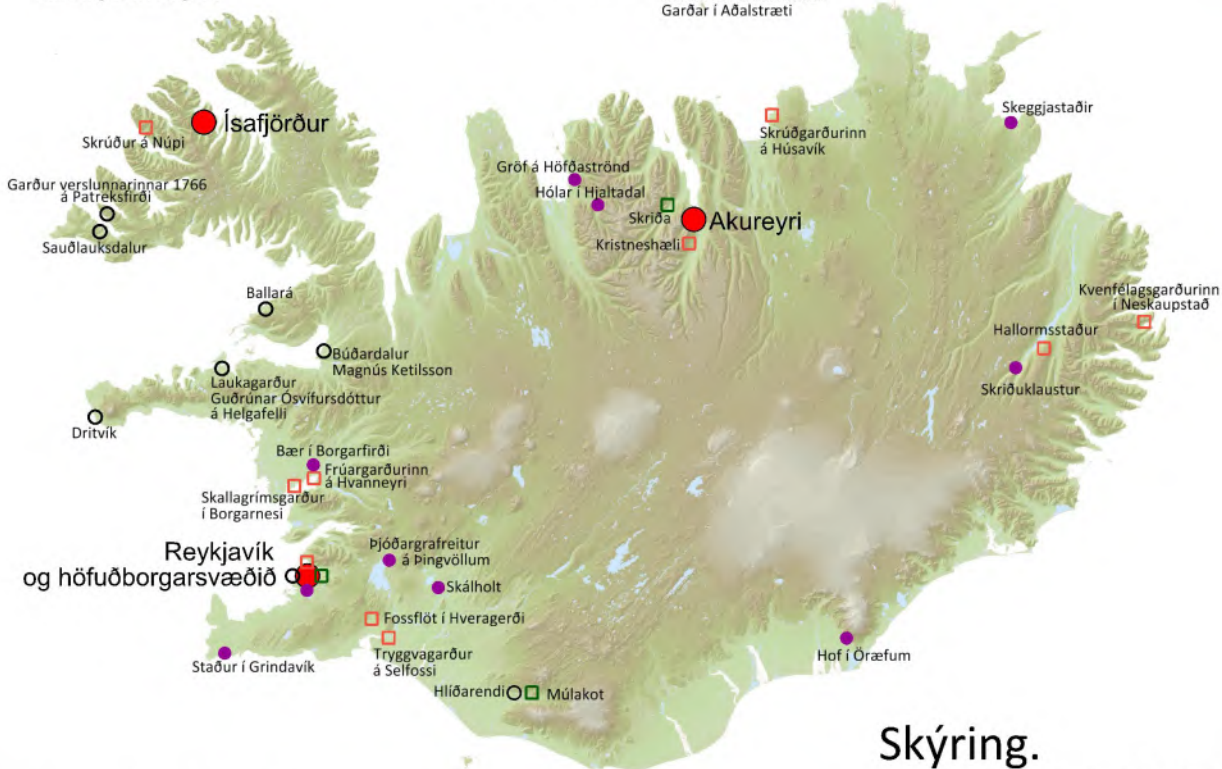 Garðar í Aðalstræti
Ísafjörður
Skrúður á Núpi
Garður verslunnarinnar 1766
á Patreksfirði
Sauðlauksdalur
Skrúðgarðurinn
á Húsavík
Skeggjastaðir
Gröf á Höfðaströnd
Hólar í Hjaltadal
Skriða
Akureyri
Kristneshæli
Ballará
Búðardalur
Magnús Ketilsson
Laukagarður
Guðrúnar Ósvífursdóttur
á Helgafelli
Dritvík
Kvenfélagsgarðurinn
í Neskaupstað
Hallormsstaður
Skriðuklaustur
Bær í Borgarfirði
Frúargarðurinn
á Hvanneyri
Skallagrímsgarður
í Borgarnesi
Reykjavík
og höfuðborgarsvæðið
Þjóðargrafreitur
á Þingvöllum
Skálholt
Fossflöt í Hveragerði
Tryggvagarður
á Selfossi
Staður í Grindavík
Hlíðarendi
Múlakot
Hof í Öræfum
Skýring.